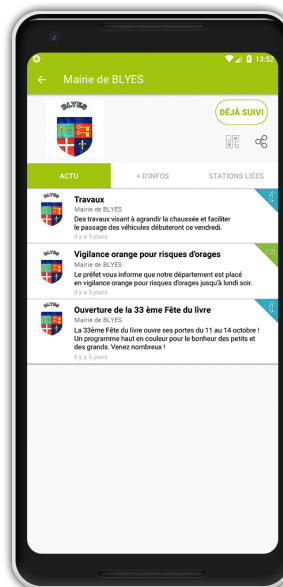 13:52
Mairie de BLYES
BLYES
DÉJÀ SUIVI
ACTU
+ D'INFOS
STATIONS LIÉES
Travaux
Mairie de BLYES
Des travaux visant à agrandir la chaussée et faciliter
le passage des véhicules débuteront ce vendredi.
il y a 5 jours
Vigilance orange pour risques d'orages
Mairie de BLYES
Le préfet vous informe que notre département est placé
en vigilance orange pour risques d'orages jusqu'à lundi soir.
il y a 5 jours
Ouverture de la 33 ème Fête du livre
Mairie de BLYES
La 33ème Fête du livre ouvre ses portes du 11 au 14 octobre !
Un programme haut en couleur pour le bonheur des petits et
des grands. Venez nombreux !
il y a 5 jours